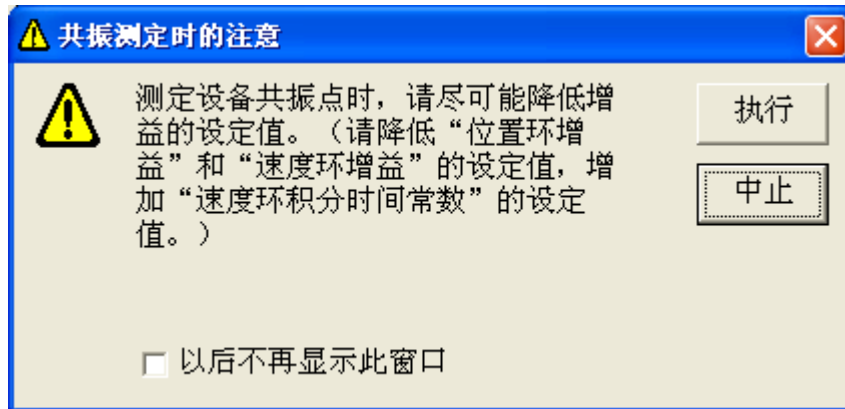 共振测定时的注意
测定设备共振点时，请尽可能降低增
益的设定值。（请降低“位置环增
益”和“速度环增益”的设定值，增
加“速度环积分时间常数”的设定
值。）
执行
中止
以后不再显示此窗口